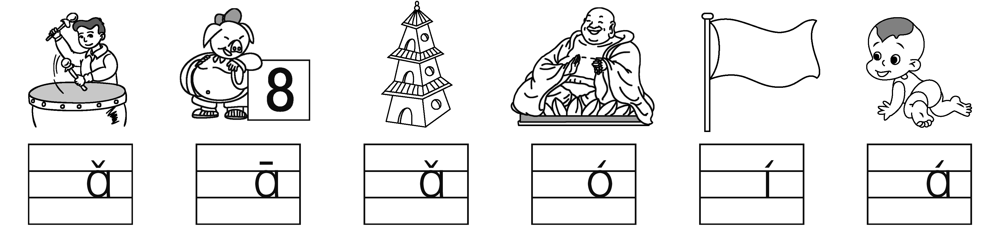 8
ǎ ā ǎ ó í á